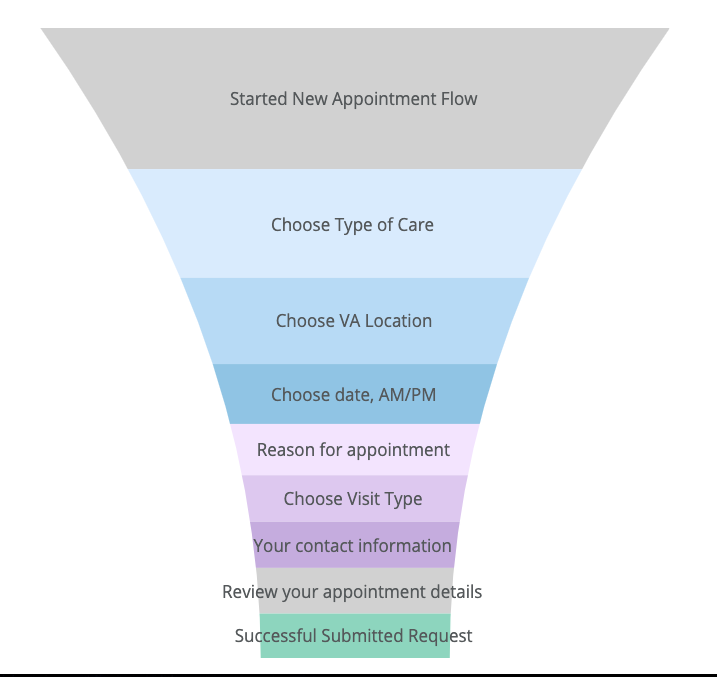 Started New Appointment Flow
Choose Type of Care
Choose VA Location
Choose date, AM/PM
Reason for appointment
Choose Visit Type
Your contact information
Review your appointment details
Successful Submitted Request